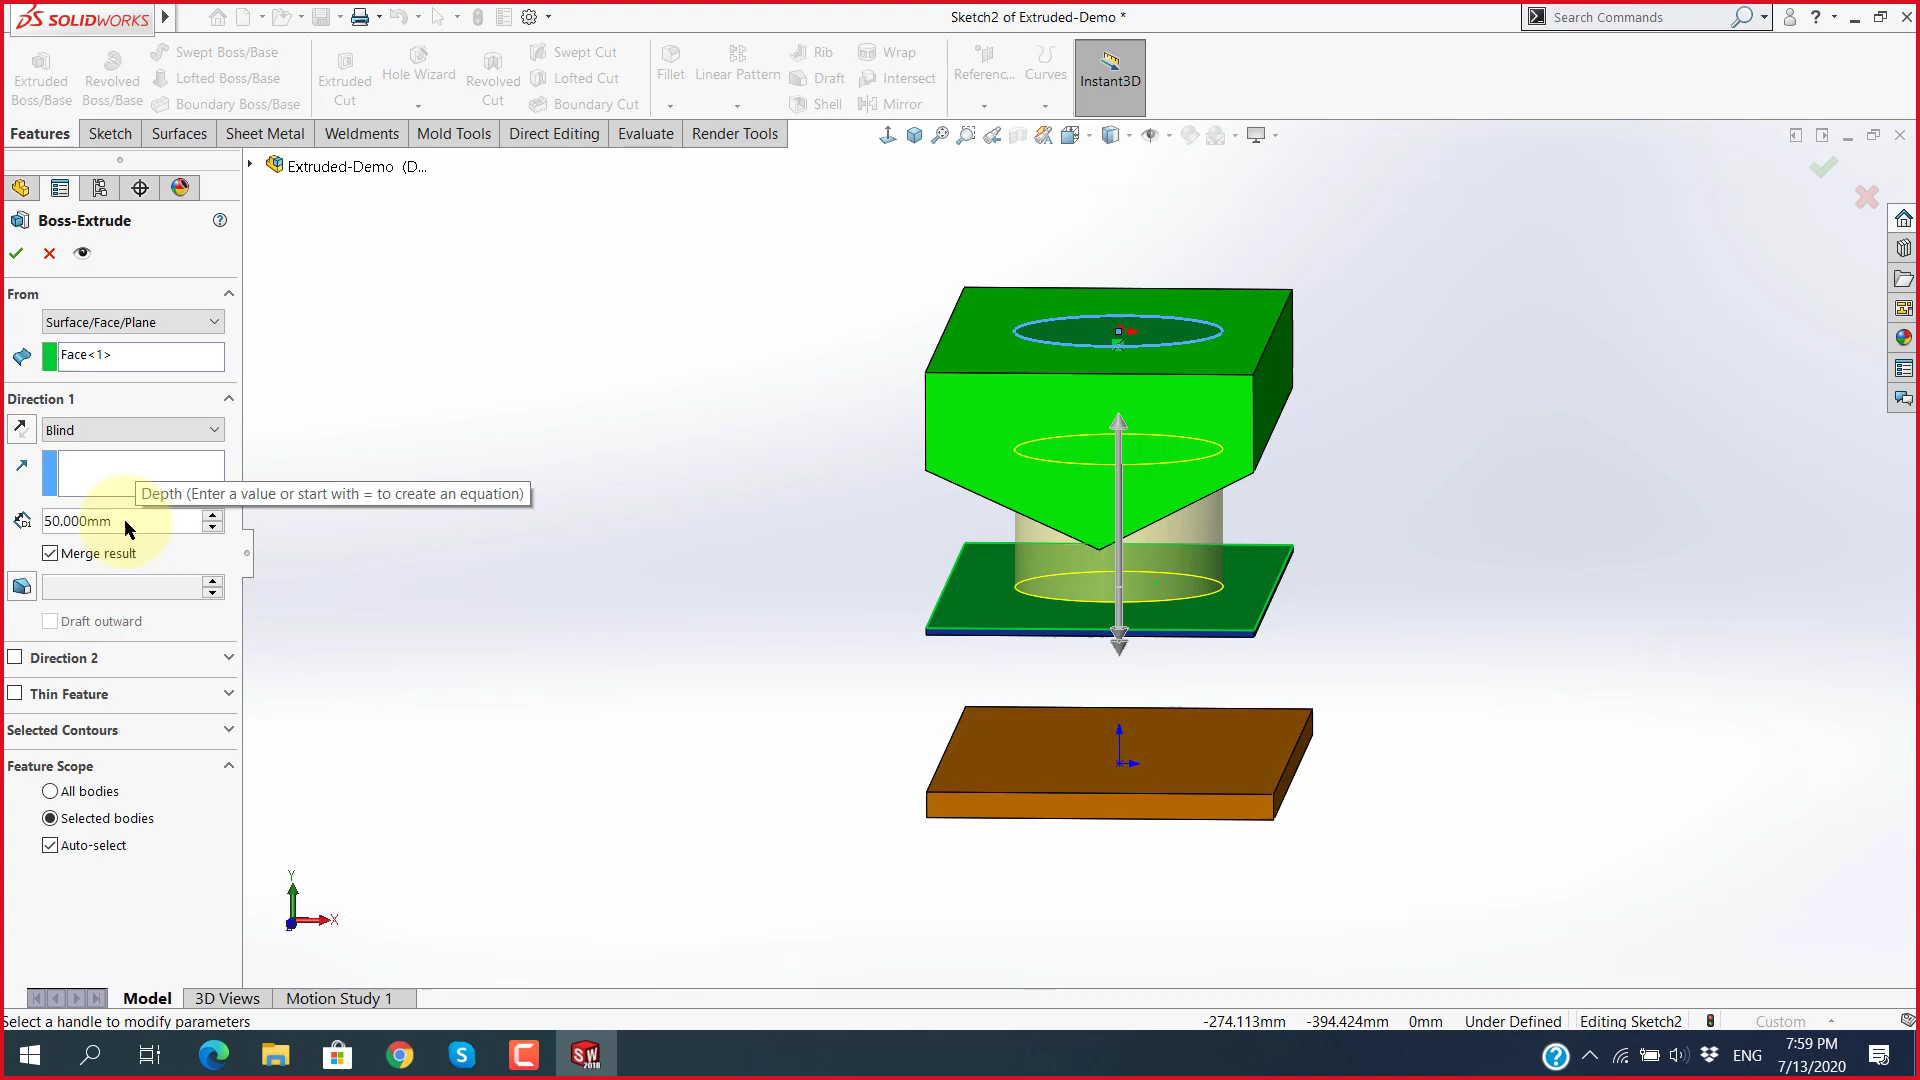 SOLIDWORKS
Sketch2 of Extruded-Demo *
Search Commands
?
Extruded Boss/Base
Revolved Boss/Base
Swept Boss/Base
Lofted Boss/Base
Boundary Boss/Base
Extruded Cut
Hole Wizard
Revolved Cut
Swept Cut
Lofted Cut
Boundary Cut
Fillet
Linear Pattern
Rib
Draft
Shell
Wrap
Intersect
Mirror
Referenc...
Curves
Instant3D
Features
Sketch
Surfaces
Sheet Metal
Weldments
Mold Tools
Direct Editing
Evaluate
Render Tools
Extruded-Demo (D...
Boss-Extrude
?
From
Surface/Face/Plane
Face<1>
Direction 1
Blind
Depth (Enter a value or start with = to create an equation)
D1
50.000mm
Merge result
Draft outward
Direction 2
Thin Feature
Selected Contours
Feature Scope
All bodies
Selected bodies
Auto-select
Y
X
Z
Model
3D Views
Motion Study 1
Select a handle to modify parameters
-274.113mm
-394.424mm
0mm
Under Defined
Editing Sketch2
Custom
S
C
SW
2018
?
ENG
7:59 PM
7/13/2020